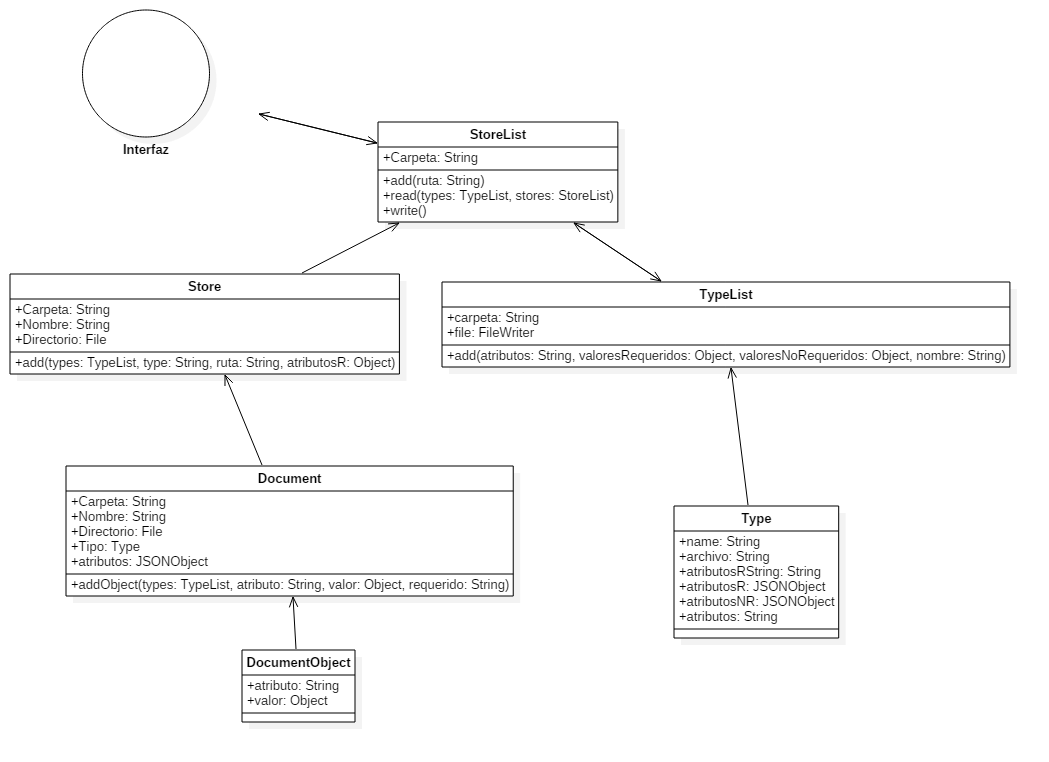 Interfaz
StoreList
+Carpeta: String
+add(ruta: String)
+read(types: TypeList, stores: StoreList)
+write()
Store
+Carpeta: String
+Nombre: String
+Directorio: File
+add(types: TypeList, type: String, ruta: String, atributosR: Object)
TypeList
+carpeta: String
+file: FileWriter
+add(atributos: String, valoresRequeridos: Object, valoresNoRequeridos: Object, nombre: String)
Document
+Carpeta: String
+Nombre: String
+Directorio: File
+Tipo: Type
+atributos: JSONObject
+addObject(types: TypeList, atributo: String, valor: Object, requerido: String)
Type
+name: String
+archivo: String
+atributosRString: String
+atributosR: JSONObject
+atributosNR: JSONObject
+atributos: String
DocumentObject
+atributo: String
+valor: Object